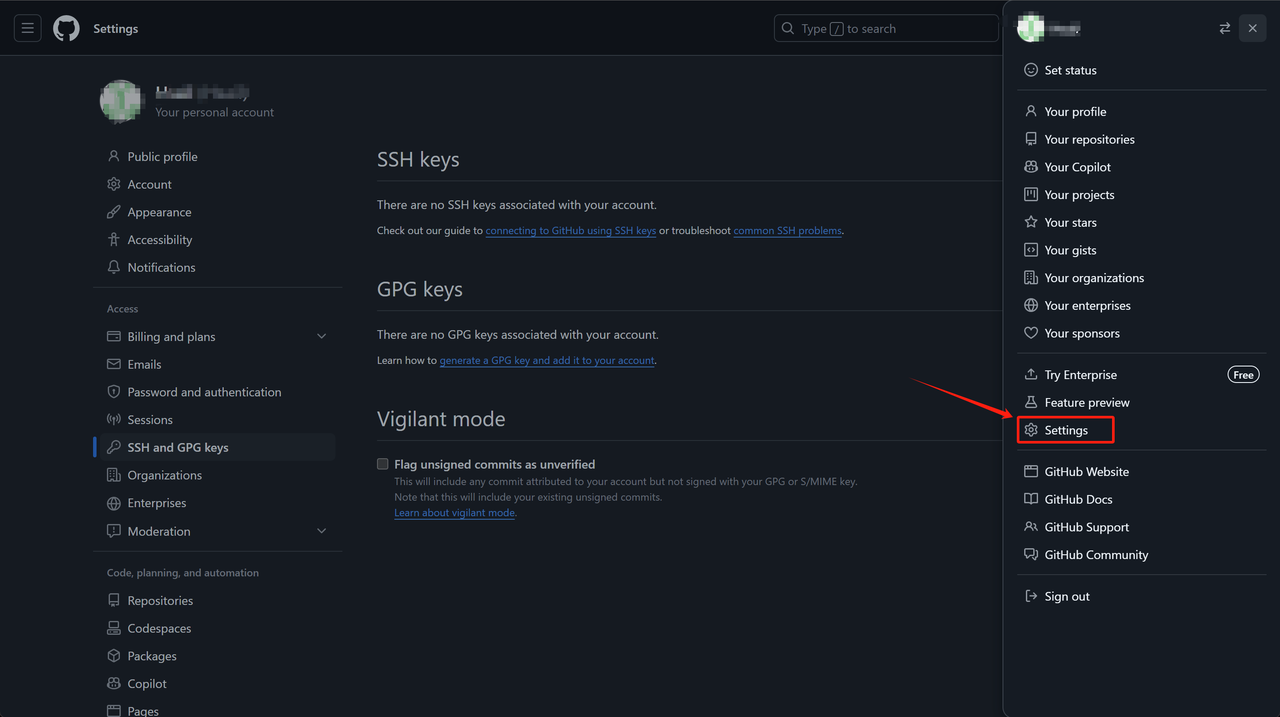 Settings
Type / to search
Your personal account
Public profile
Account
Appearance
Accessibility
Notifications
Access
Billing and plans
Emails
Password and authentication
Sessions
SSH and GPG keys
Organizations
Enterprises
Moderation
Code, planning, and automation
Repositories
Codespaces
Packages
Copilot
Pages
SSH keys
There are no SSH keys associated with your account.
Check out our guide to connecting to GitHub using SSH keys or troubleshoot common SSH problems.
GPG keys
There are no GPG keys associated with your account.
Learn how to generate a GPG key and add it to your account.
Vigilant mode
Flag unsigned commits as unverified
This will include any commit attributed to your account but not signed with your GPG or S/MIME key.
Note that this will include your existing unsigned commits.
Learn about vigilant mode.
Set status
Your profile
Your repositories
Your Copilot
Your projects
Your stars
Your gists
Your organizations
Your enterprises
Your sponsors
Try Enterprise Free
Feature preview
Settings
GitHub Website
GitHub Docs
GitHub Support
GitHub Community
Sign out